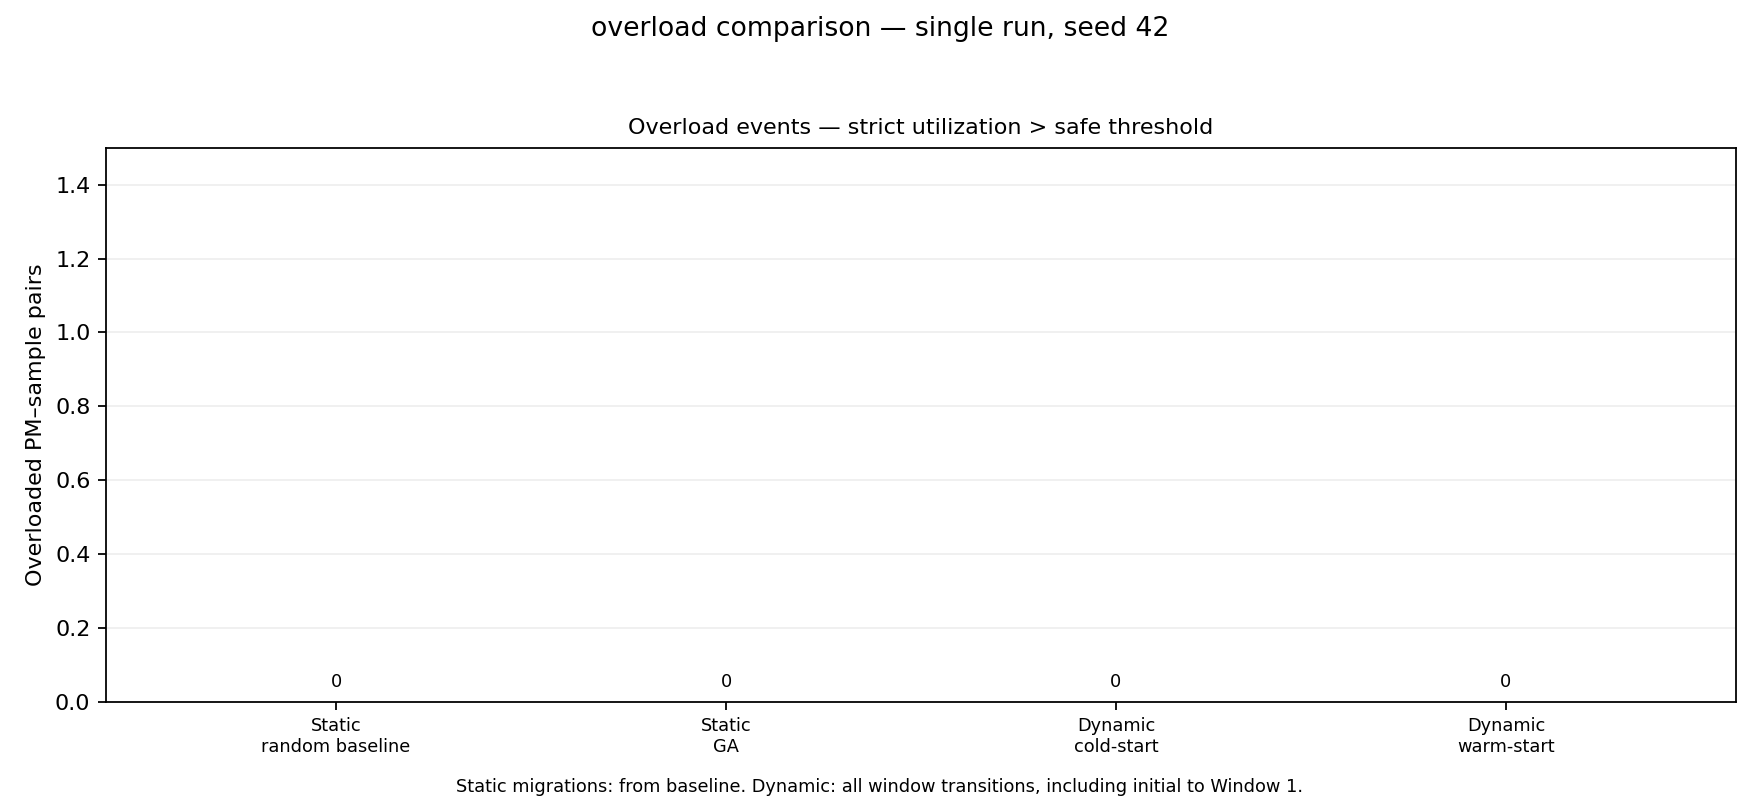 overload comparison — single run, seed 42
Overload events — strict utilization > safe threshold
Overloaded PM–sample pairs
1.4
1.2
1.0
0.8
0.6
0.4
0.2
0.0
0 0 0 0
Static Static Dynamic Dynamic
random baseline GA cold-start warm-start
Static migrations: from baseline. Dynamic: all window transitions, including initial to Window 1.